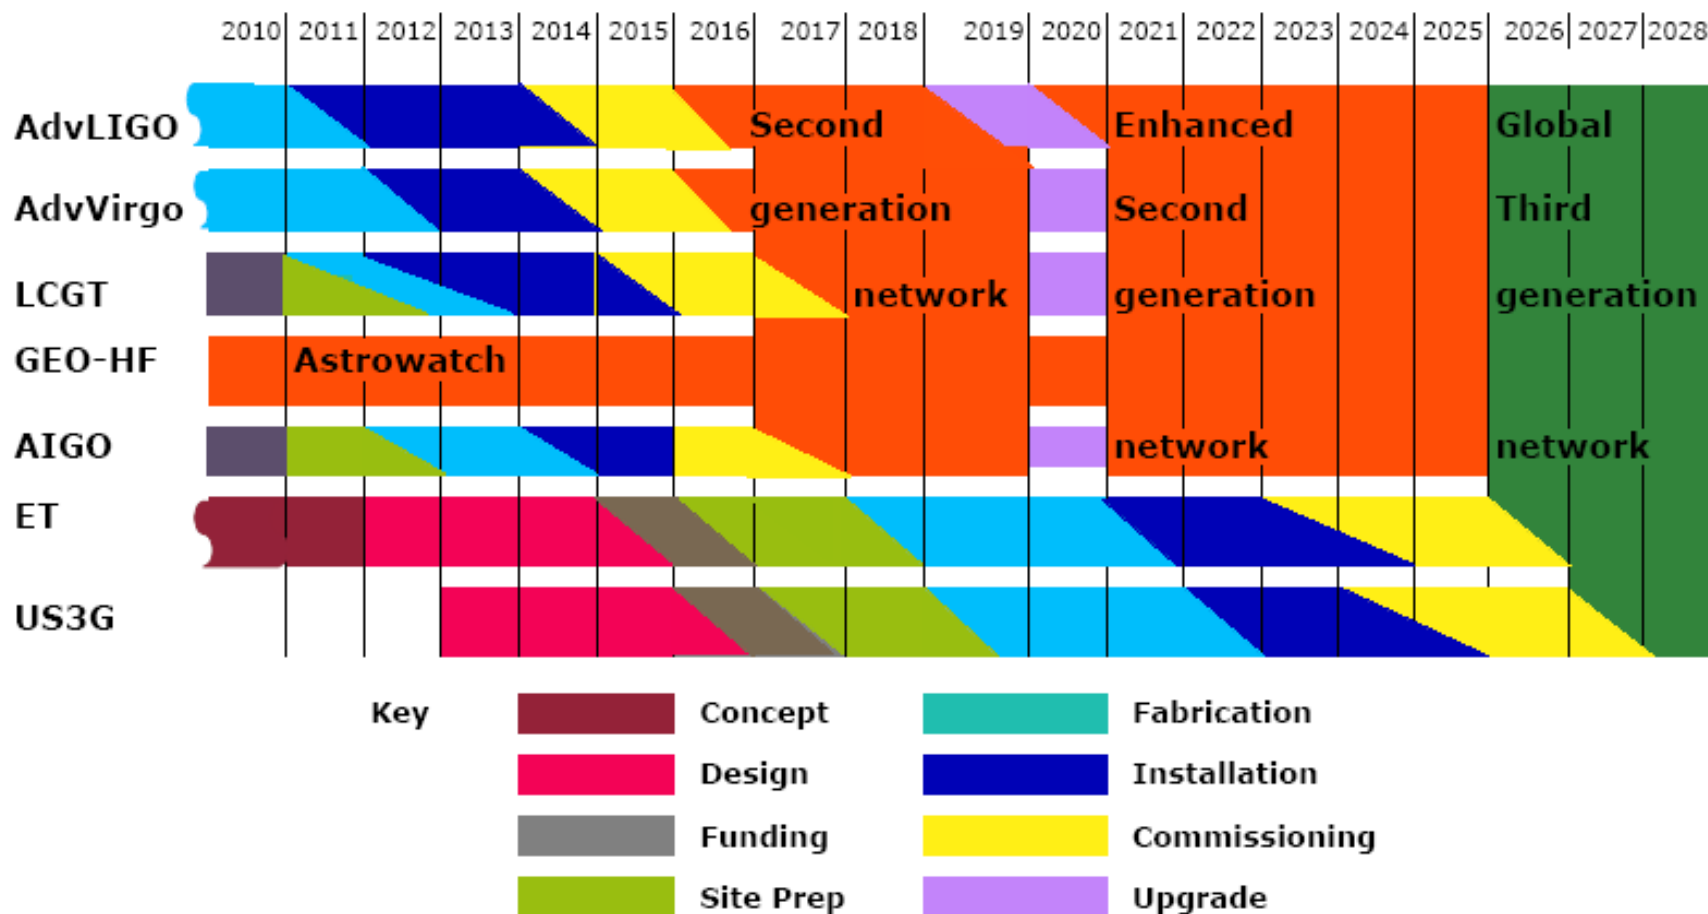 2010 2011 2012 2013 2014 2015 2016 2017 2018 2019 2020 2021 2022 2023 2024 2025 2026 2027 2028
AdvLIGO Second Enhanced Global
AdvVirgo generation Second Third
LCGT network generation generation
GEO-HF Astrowatch
AIGO network network
ET
US3G
Key Concept Fabrication
Design Installation
Funding Commissioning
Site Prep Upgrade